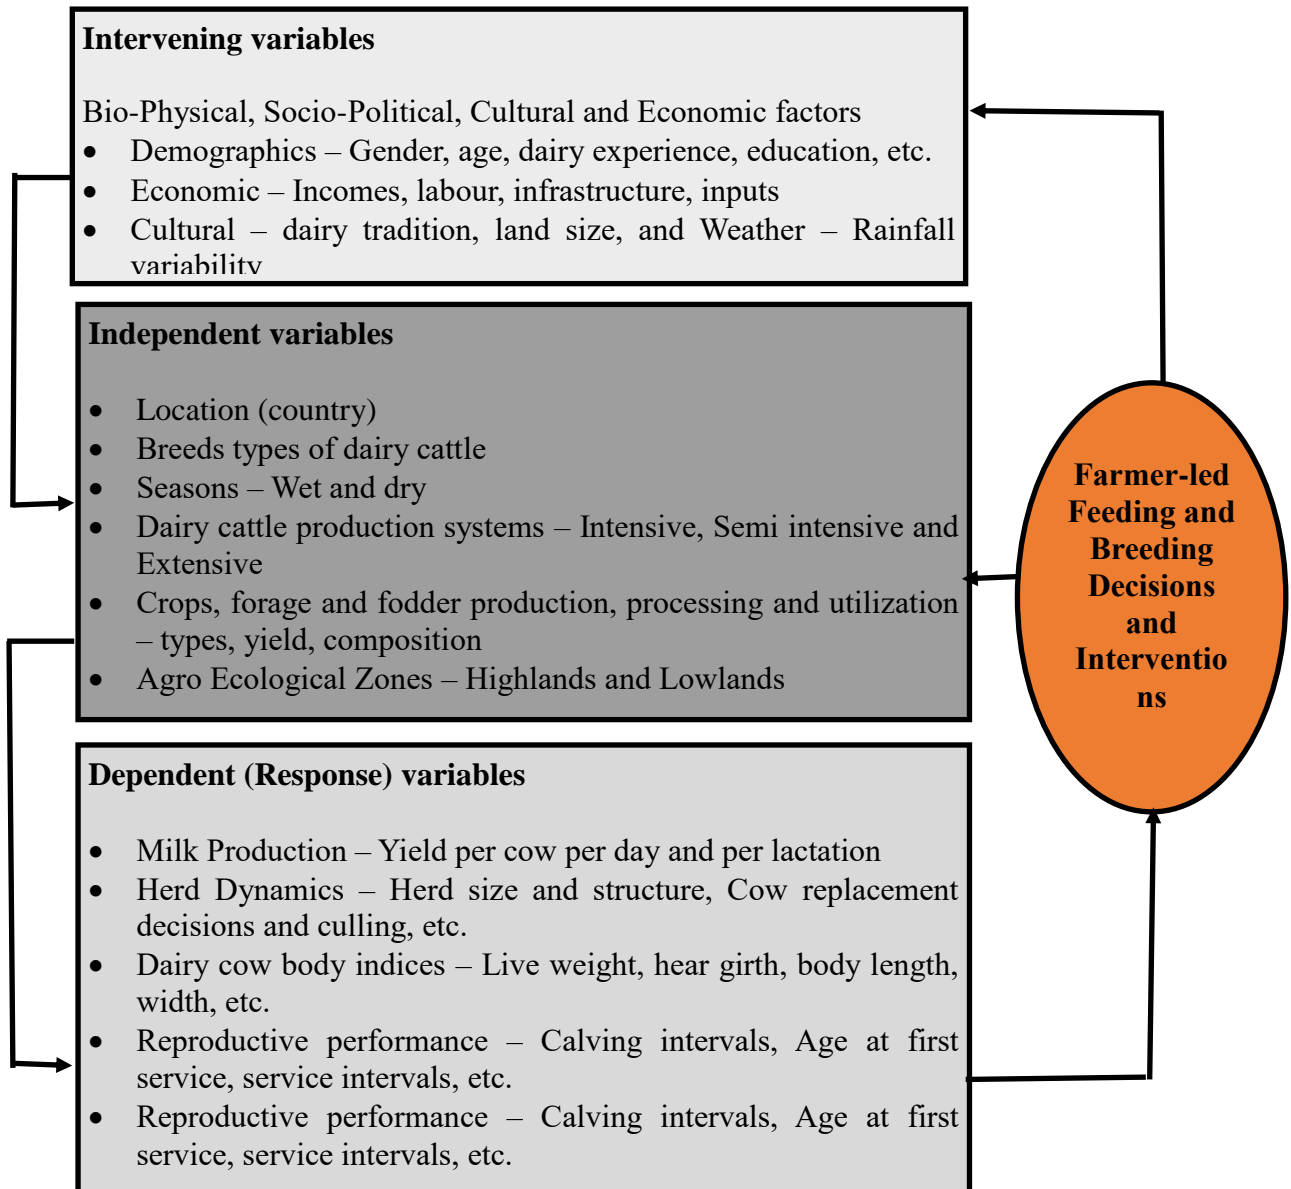 Intervening variables
Bio-Physical, Socio-Political, Cultural and Economic factors
• Demographics – Gender, age, dairy experience, education, etc.
• Economic – Incomes, labour, infrastructure, inputs
• Cultural – dairy tradition, land size, and Weather – Rainfall
variability
Independent variables
• Location (country)
• Breeds types of dairy cattle
• Seasons – Wet and dry
• Dairy cattle production systems – Intensive, Semi intensive and
Extensive
• Crops, forage and fodder production, processing and utilization
– types, yield, composition
• Agro Ecological Zones – Highlands and Lowlands
Dependent (Response) variables
• Milk Production – Yield per cow per day and per lactation
• Herd Dynamics – Herd size and structure, Cow replacement
decisions and culling, etc.
• Dairy cow body indices – Live weight, hear girth, body length,
width, etc.
• Reproductive performance – Calving intervals, Age at first
service, service intervals, etc.
• Reproductive performance – Calving intervals, Age at first
service, service intervals, etc.
Farmer-led
Feeding and
Breeding
Decisions
and
Interventio
ns